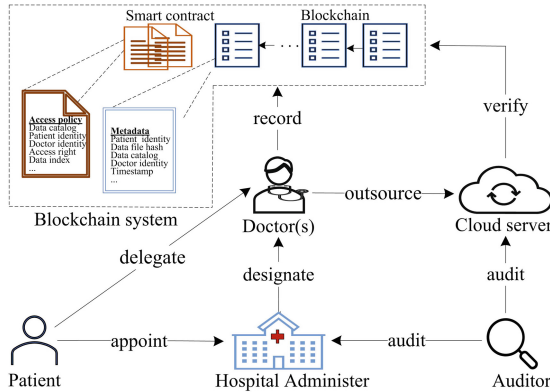 Smart contract
Blockchain
...
Access policy
Data catalog
Patient identity
Doctor identity
Access right
Data index
...
Metadata
Patient identity
Data file hash
Data catalog
Doctor identity
Timestamp
...
Blockchain system
record
verify
Doctor(s)
outsource
Cloud server
delegate
designate
audit
appoint
audit
Patient
Hospital Administer
Auditor